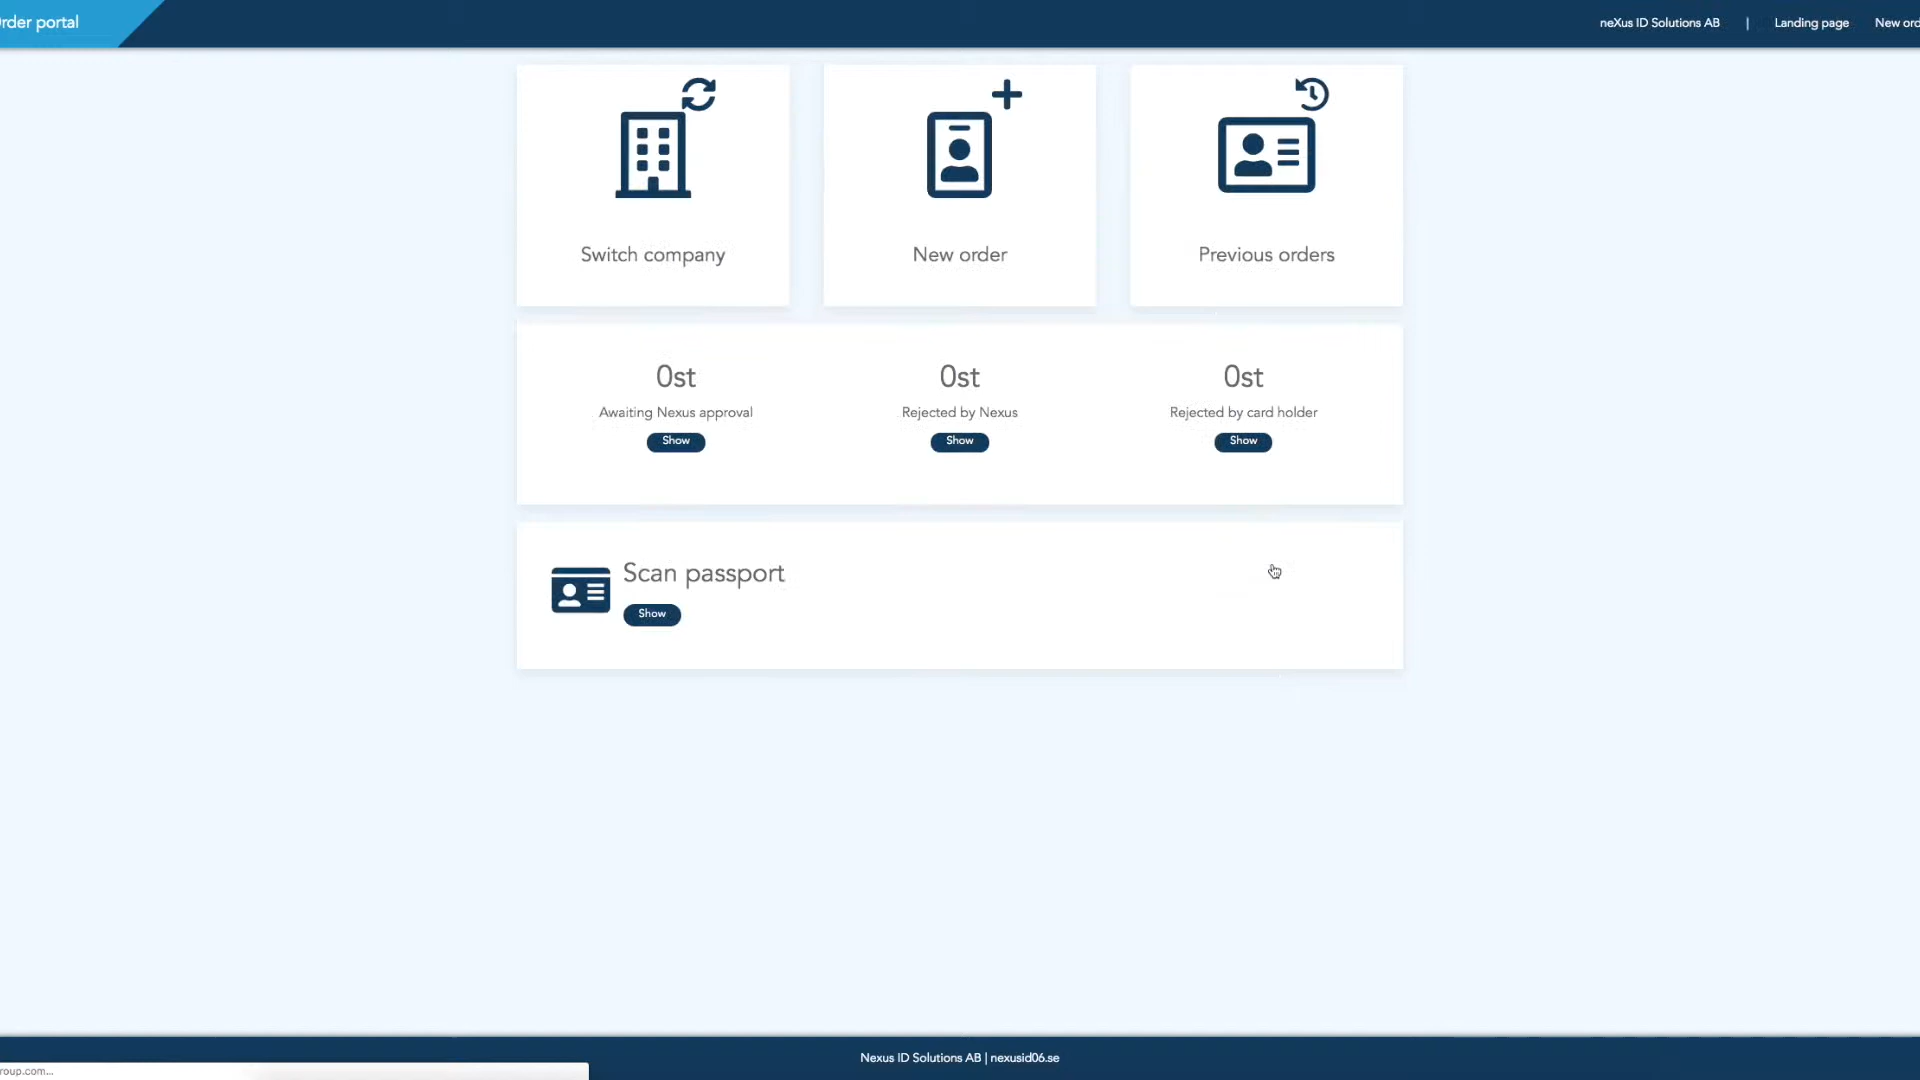 rder portal
neXus ID Solutions AB | Landing page New ord
Switch company
New order
Previous orders
0st
0st
0st
Awaiting Nexus approval
Rejected by Nexus
Rejected by card holder
Show
Show
Show
Scan passport
Show
Nexus ID Solutions AB | nexusid06.se
roup.com...